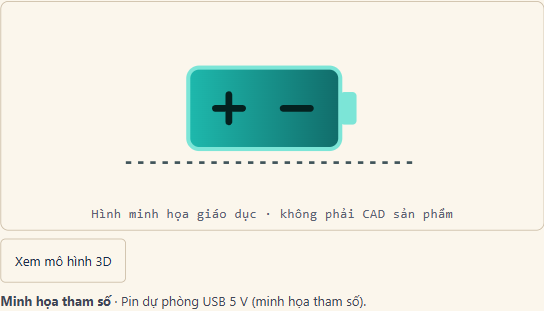 Hình minh họa giáo dục · không phải CAD sản phẩm
Xem mô hình 3D
Minh họa tham số · Pin dự phòng USB 5 V (minh họa tham số).